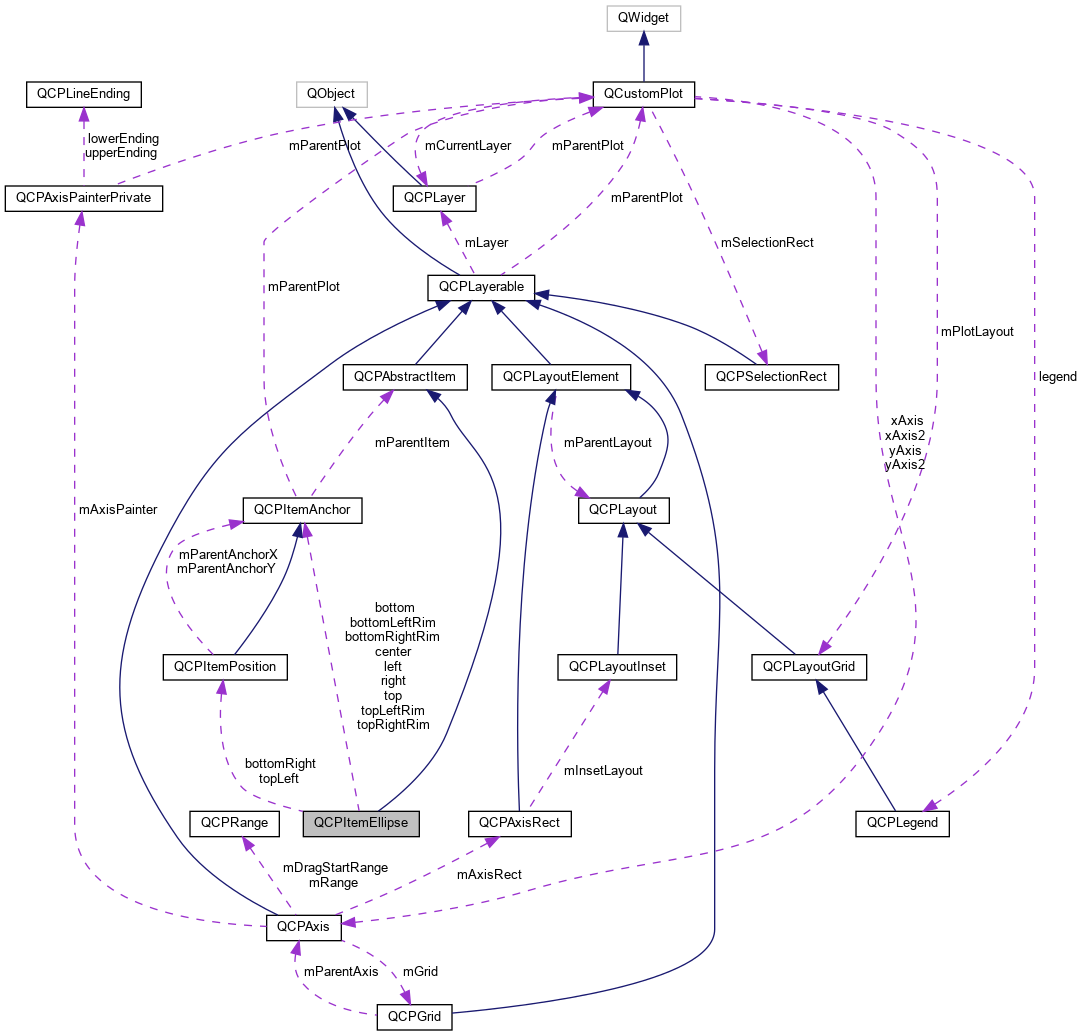 QWidget
QCPLineEnding
QObject
QCustomPlot
lowerEnding
upperEnding
mParentPlot
mCurrentLayer
mParentPlot
QCPAxisPainterPrivate
QCPLayer
mParentPlot
mLayer
mSelectionRect
mParentPlot
QCPLayerable
mPlotLayout
QCPAbstractItem
QCPLayoutElement
QCPSelectionRect
legend
mParentItem
mParentLayout
xAxis
xAxis2
yAxis
yAxis2
mAxisPainter
QCPItemAnchor
QCPLayout
mParentAnchorX
mParentAnchorY
bottom
bottomLeftRim
bottomRightRim
center
left
right
top
topLeftRim
topRightRim
QCPItemPosition
QCPLayoutInset
QCPLayoutGrid
bottomRight
topLeft
mInsetLayout
QCPRange
QCPItemEllipse
QCPAxisRect
QCPLegend
mDragStartRange
mRange
mAxisRect
QCPAxis
mParentAxis
mGrid
QCPGrid